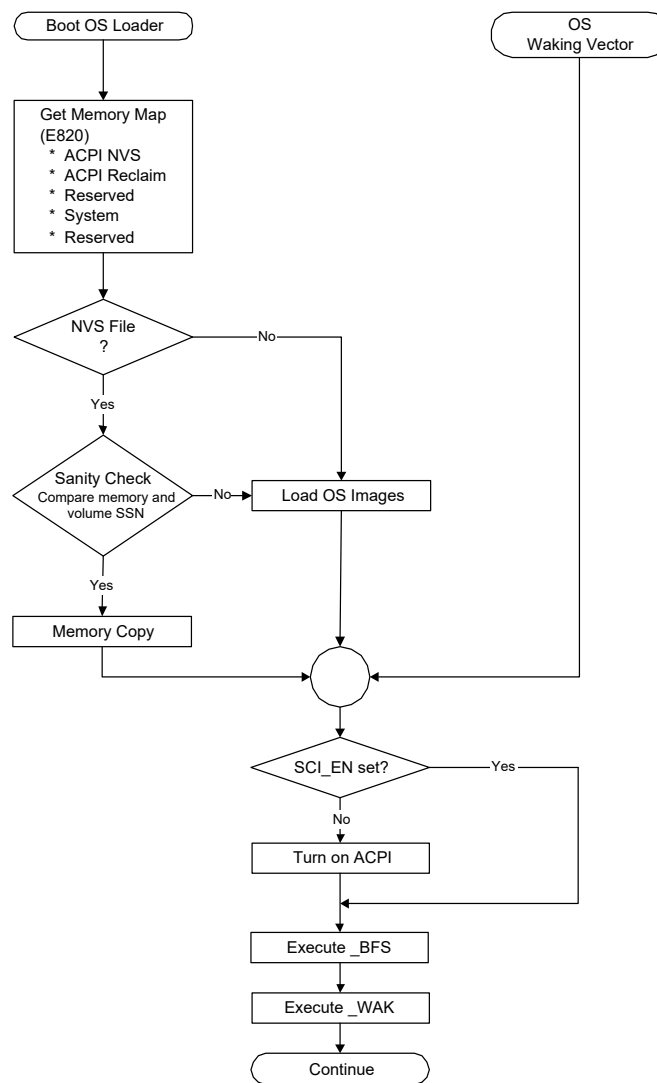 Boot OS Loader
OS
Waking Vector
Get Memory Map
(E820)
* ACPI NVS
* ACPI Reclaim
* Reserved
* System
* Reserved
NVS File
?
No
Yes
Sanity Check
Compare memory and
volume SSN
No
Load OS Images
Yes
Memory Copy
SCI_EN set?
Yes
No
Turn on ACPI
Execute _BFS
Execute _WAK
Continue